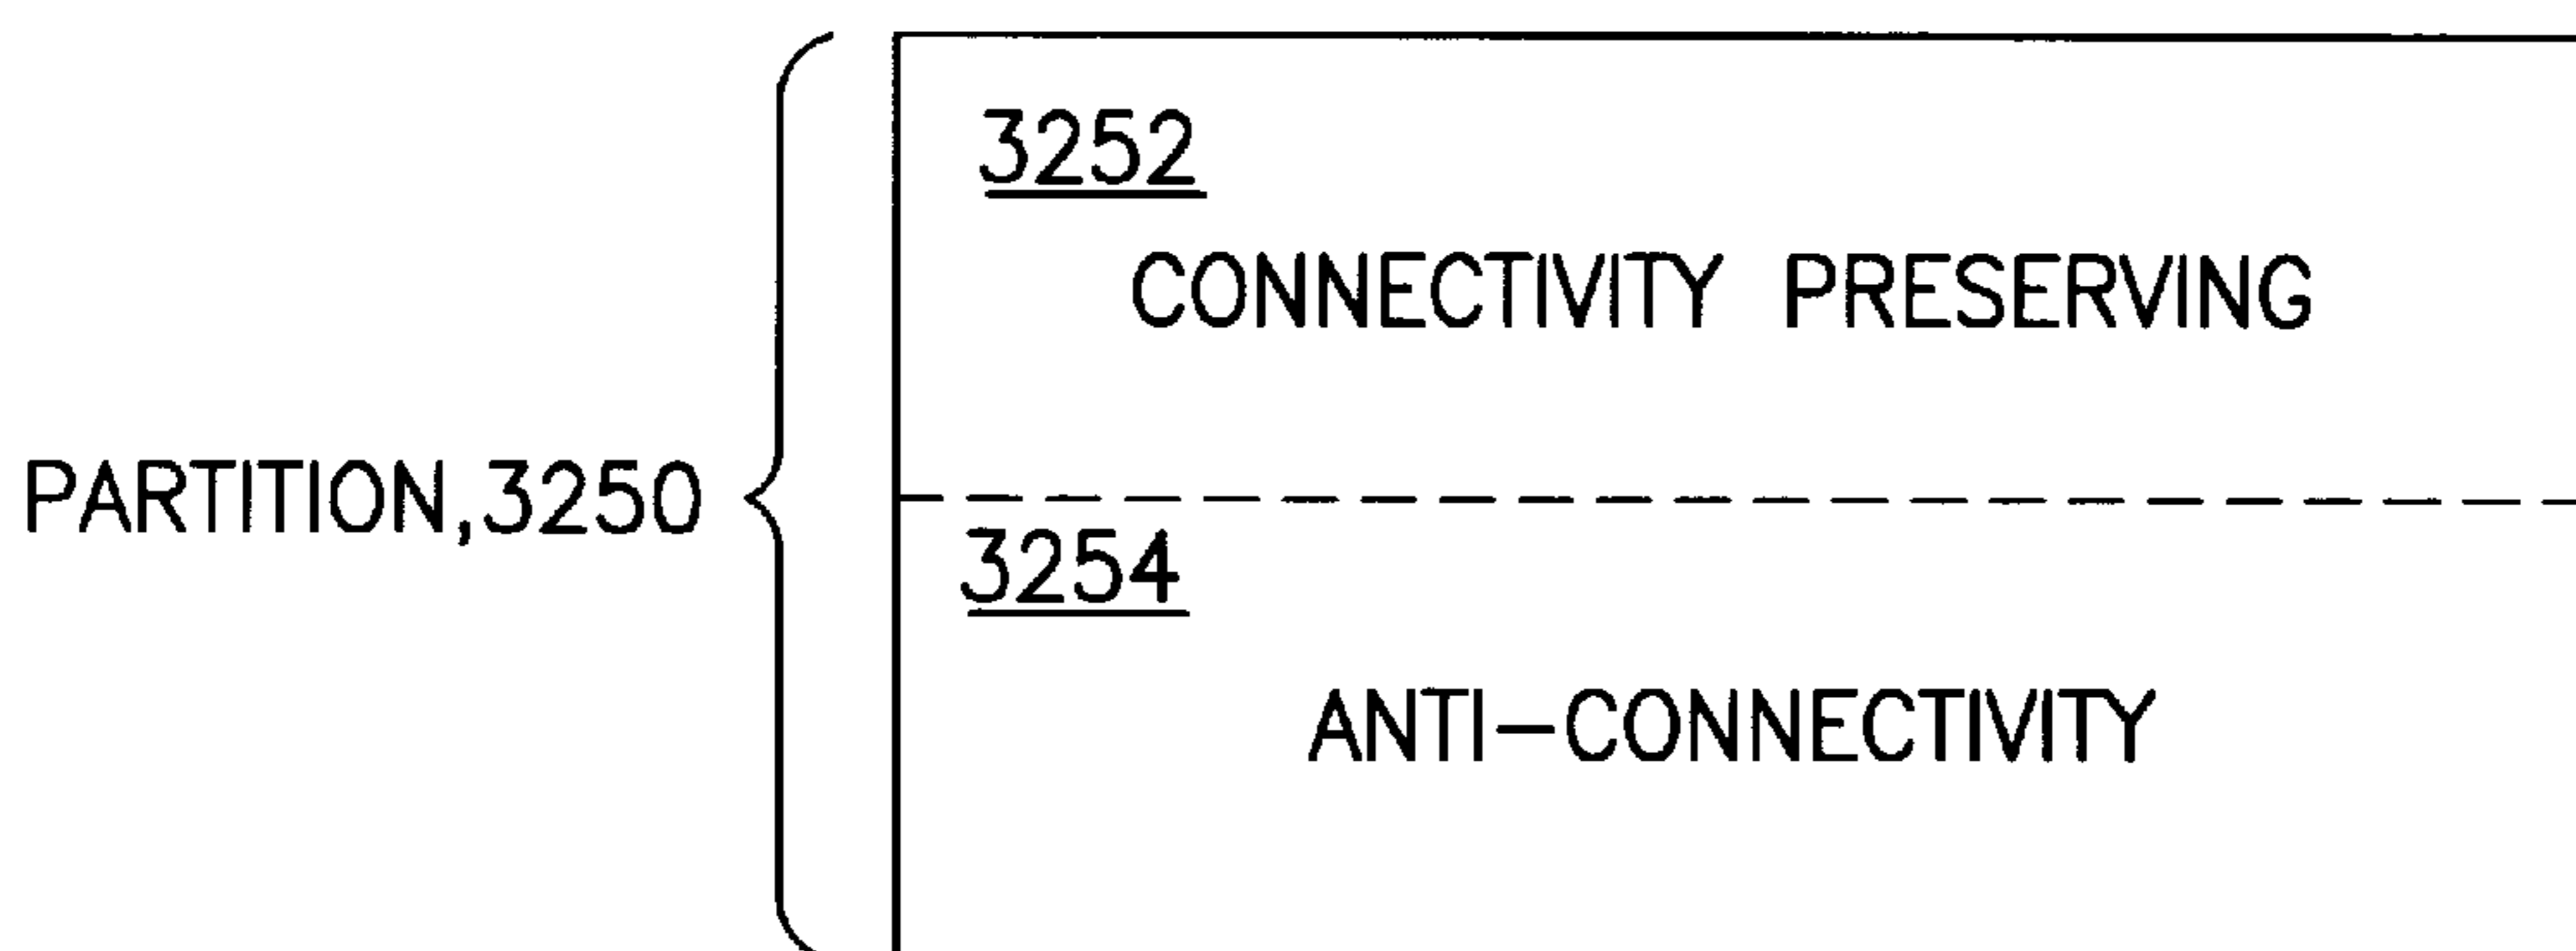 3252
CONNECTIVITY PRESERVING
PARTITION,3250
3254
ANTI-CONNECTIVITY